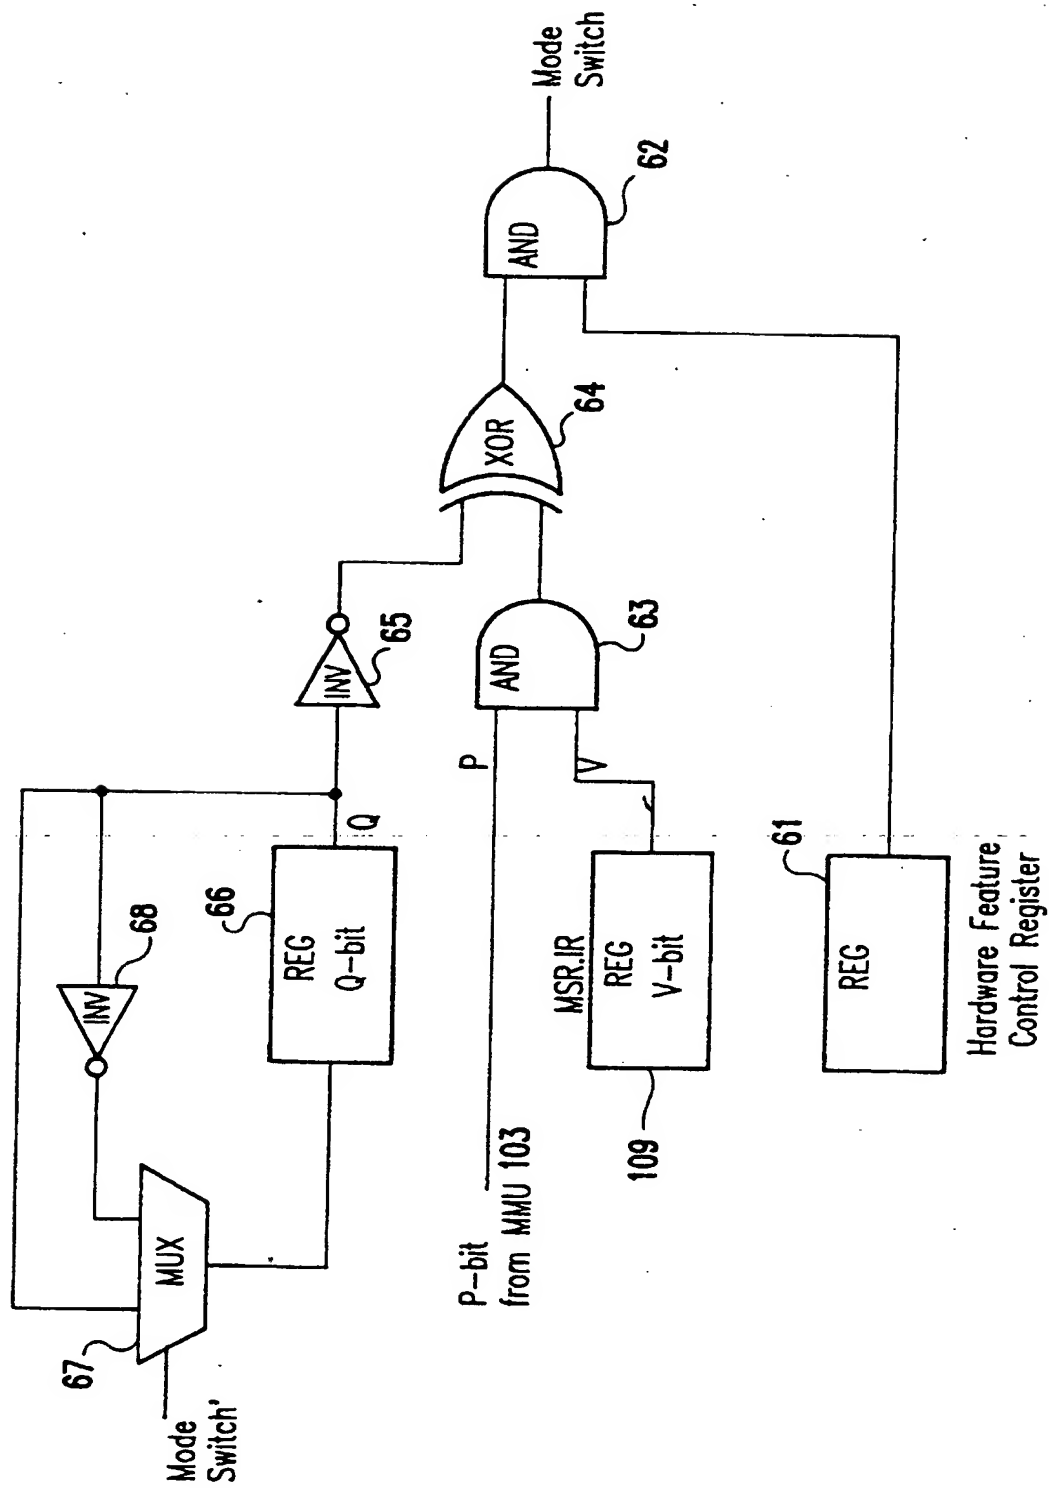 Mode
Switch'
67
MUX
INV
68
REG
Q-bit
66
Q
INV
65
P-bit
from MMU 103
P
V
AND
63
MSR.IR
REG
V-bit
109
XOR
64
AND
62
Mode
Switch
REG
61
Hardware Feature
Control Register